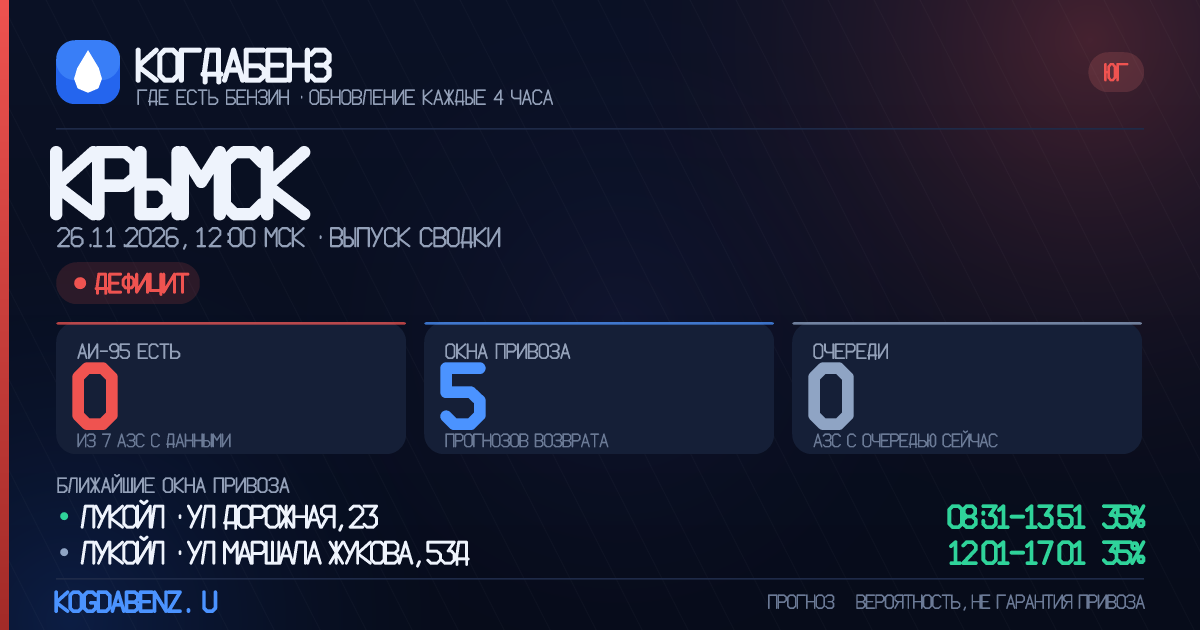 КОГДАБЕНЗ
ГДЕ ЕСТЬ БЕНЗИН · ОБНОВЛЕНИЕ КАЖДЫЕ 4 ЧАСА
ЮГ
КРЫМСК
26.11.2026, 12:00 МСК · ВЫПУСК СВОДКИ
ДЕФИЦИТ
АИ-95 ЕСТЬ
0
ИЗ 7 АЗС С ДАННЫМИ
ОКНА ПРИВОЗА
5
ПРОГНОЗОВ ВОЗВРАТА
ОЧЕРЕДИ
0
АЗС С ОЧЕРЕДЬЮ СЕЙЧАС
БЛИЖАЙШИЕ ОКНА ПРИВОЗА
• ЛУКОЙЛ · УЛ ДОРОЖНАЯ, 23 08:31–13:51 35%
• ЛУКОЙЛ · УЛ МАРШАЛА ЖУКОВА, 53Д 12:01–17:01 35%
KOGDABENZ. U
ПРОГНОЗ ВЕРОЯТНОСТЬ, НЕ ГАРАНТИЯ ПРИВОЗА